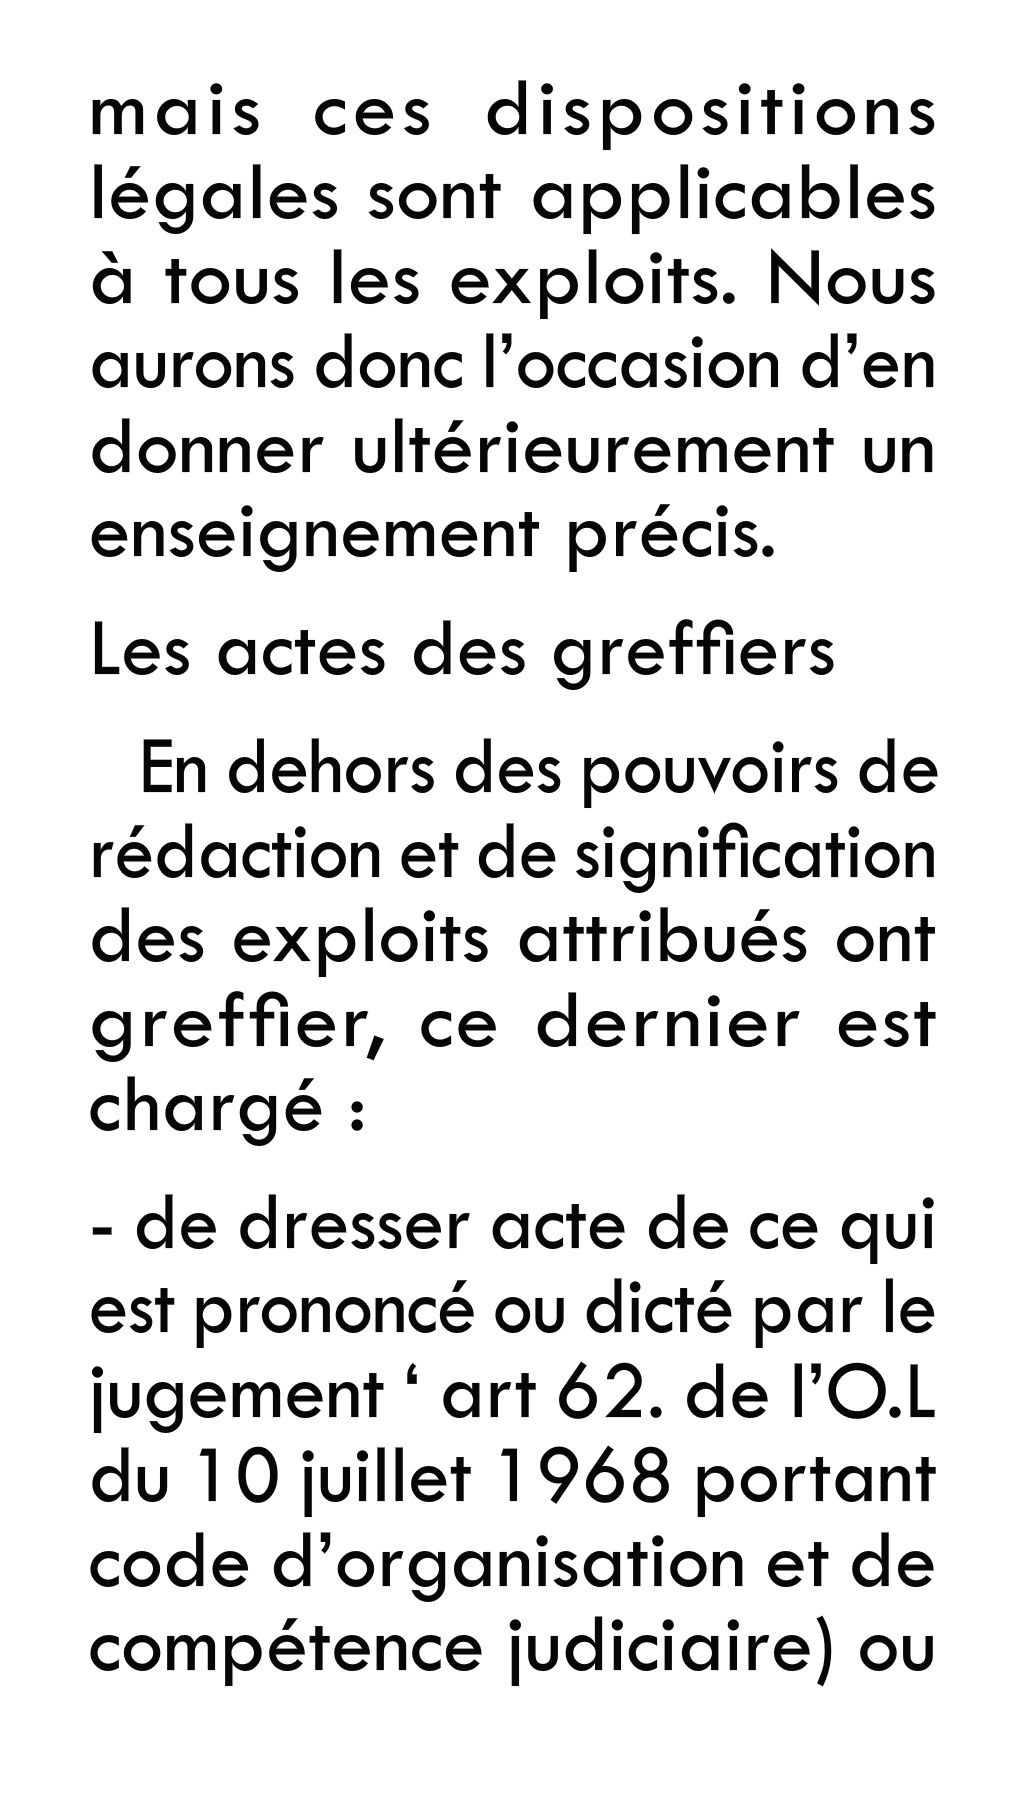 mais ces dispositions
légales sont applicables
à tous les exploits. Nous
aurons donc l’occasion d’en
donner ultérieurement un
enseignement précis.
Les actes des greffiers
En dehors des pouvoirs de
rédaction et de signification
des exploits attribués ont
greffier, ce dernier est
chargé :
- de dresser acte de ce qui
est prononcé ou dicté par le
jugement ‘ art 62. de l’O.L
du 10 juillet 1968 portant
code d’organisation et de
compétence judiciaire) ou